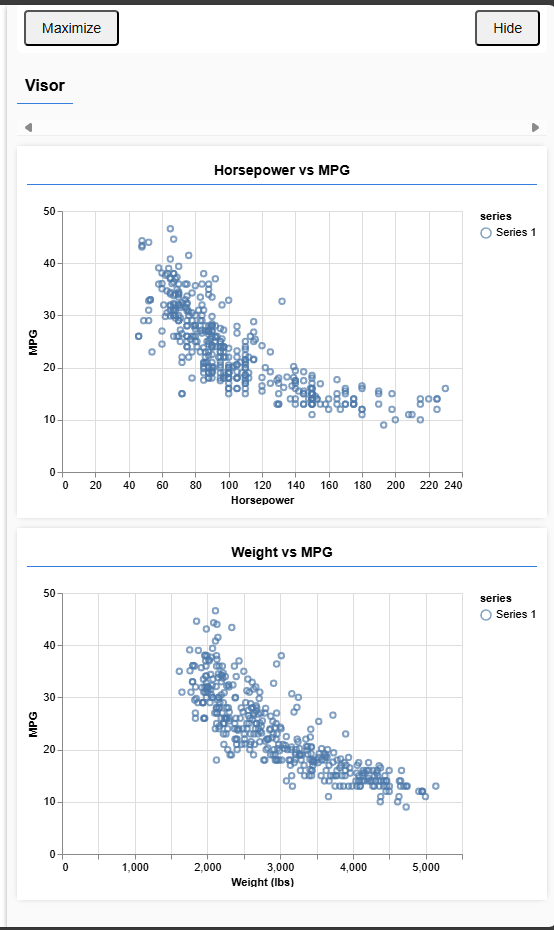 Maximize Hide
Visor
Horsepower vs MPG
series
Series 1
50
40
30
20
10
0
MPG
0 20 40 60 80 100 120 140 160 180 200 220 240
Horsepower
Weight vs MPG
series
Series 1
50
40
30
20
10
0
MPG
0 1,000 2,000 3,000 4,000 5,000
Weight (lbs)